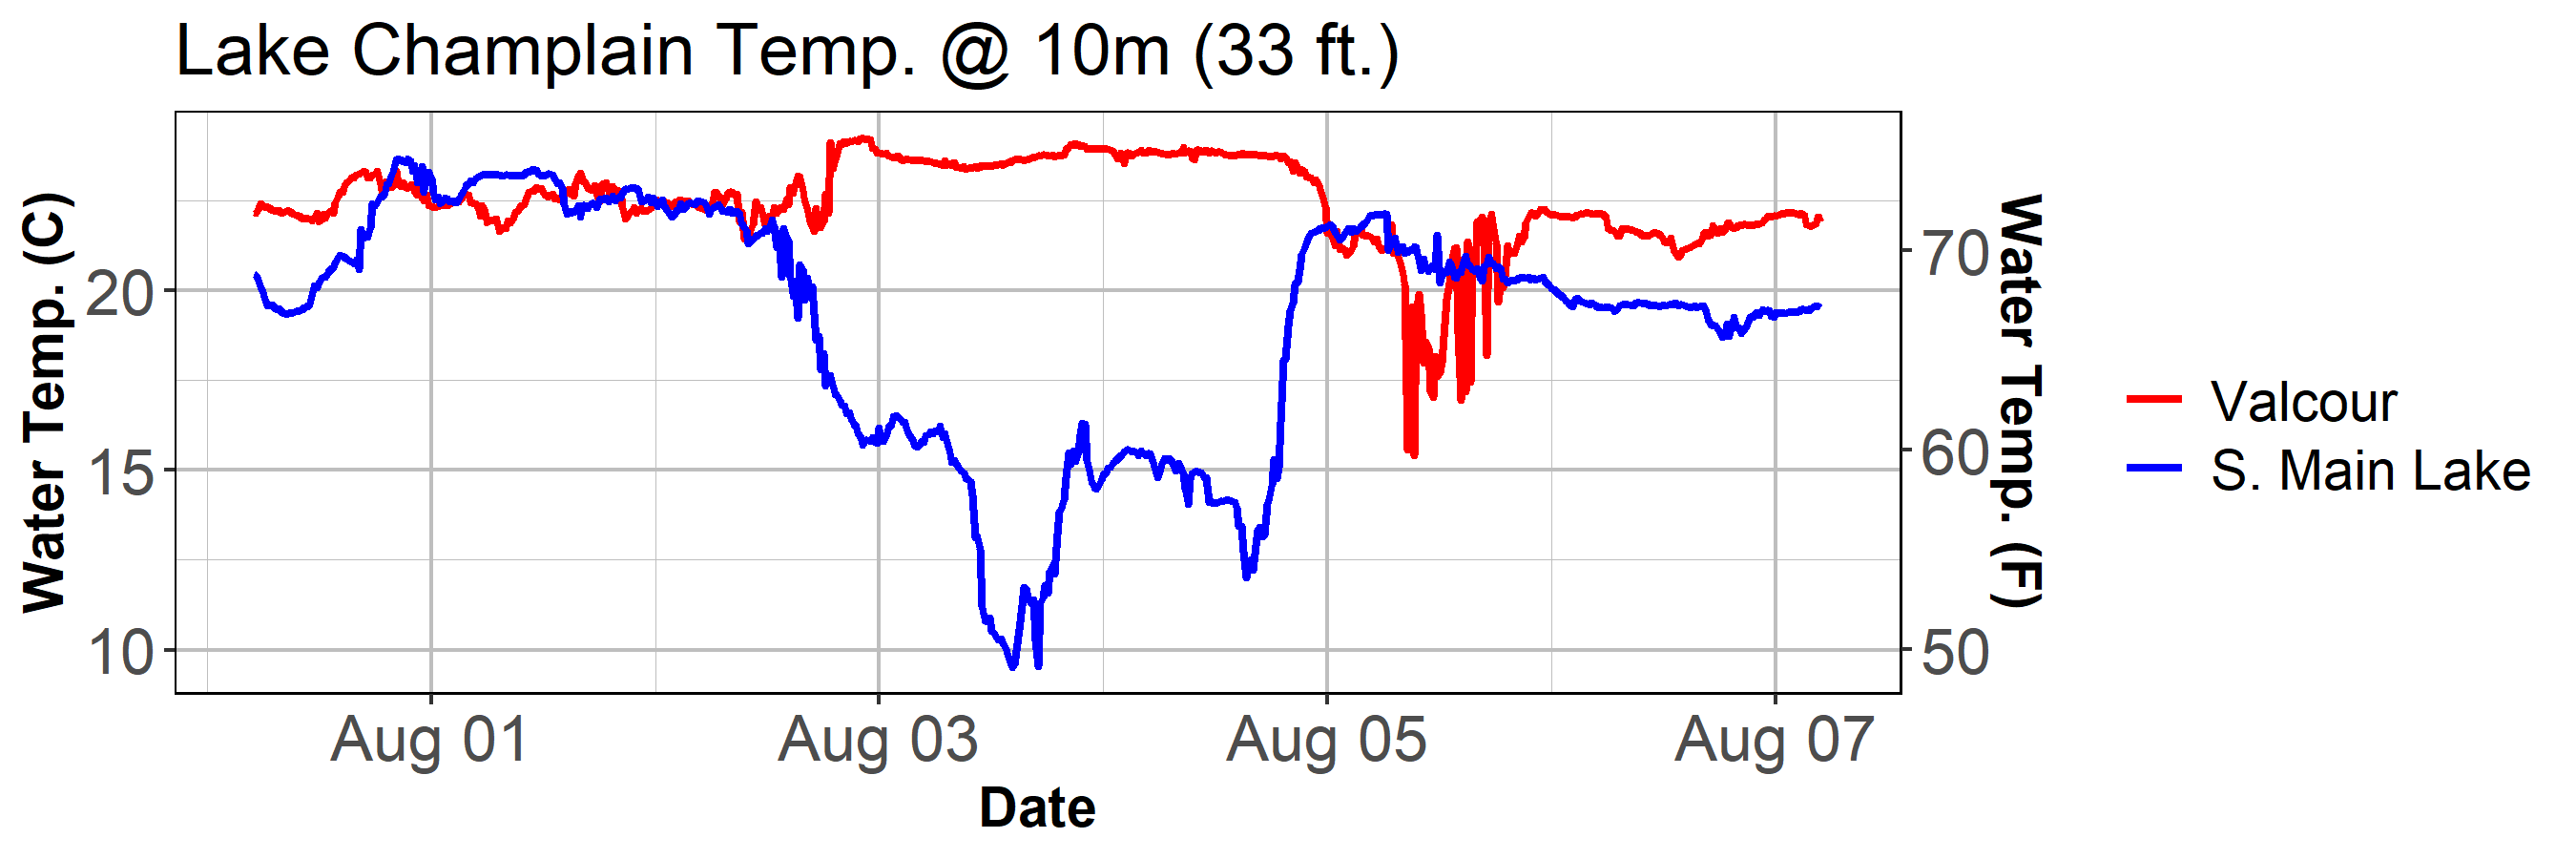 Lake Champlain Temp. @ 10m (33 ft.)
Water Temp. (C)
20
15
10
70
60
50
Water Temp. (F)
Aug 01
Aug 03
Aug 05
Aug 07
Date
Valcour
S. Main Lake